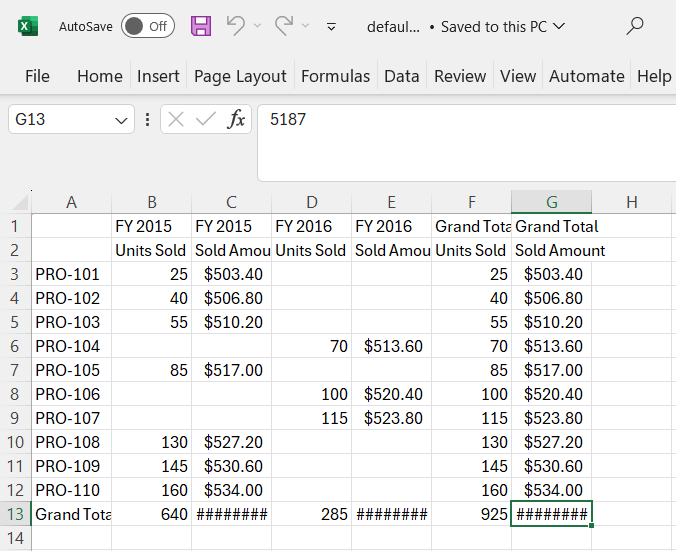 AutoSave Off defaul... • Saved to this PC
File Home Insert Page Layout Formulas Data Review View Automate Help
G13 fx 5187
A B C D E F G H
1 FY 2015 FY 2015 FY 2016 FY 2016 Grand Tota Grand Total
2 Units Sold Sold Amou Units Sold Sold Amou Units Sold Sold Amount
3 PRO-101 25 $503.40 25 $503.40
4 PRO-102 40 $506.80 40 $506.80
5 PRO-103 55 $510.20 55 $510.20
6 PRO-104 70 $513.60 70 $513.60
7 PRO-105 85 $517.00 85 $517.00
8 PRO-106 100 $520.40 100 $520.40
9 PRO-107 115 $523.80 115 $523.80
10 PRO-108 130 $527.20 130 $527.20
11 PRO-109 145 $530.60 145 $530.60
12 PRO-110 160 $534.00 160 $534.00
13 Grand Tota 640 ######## 285 ######## 925 ########
14